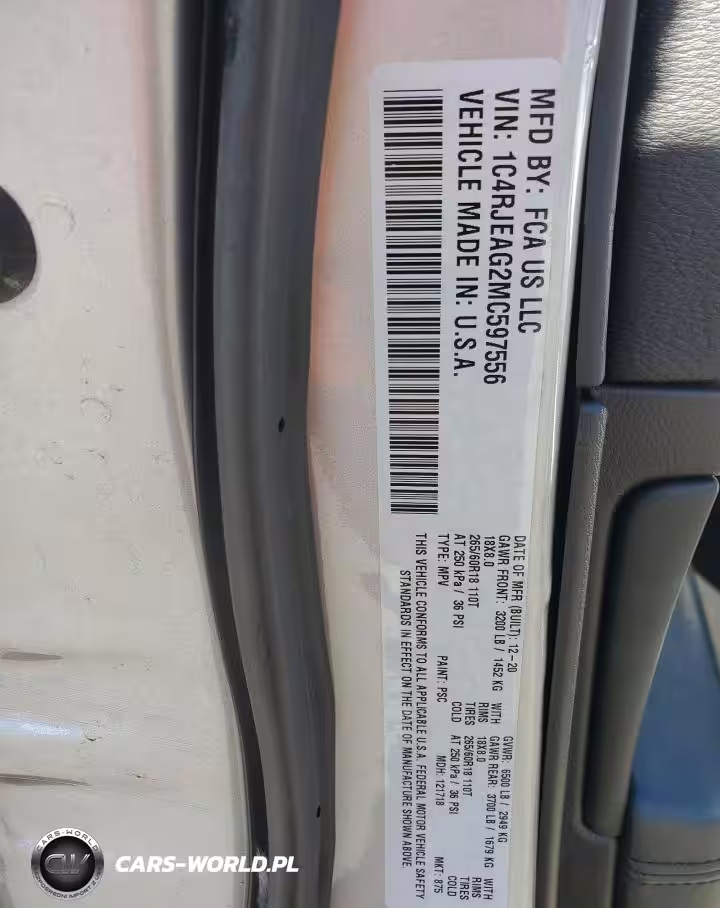 MFD BY: FCA US LLC
VIN: 1C4RJEAG2MC597556
VEHICLE MADE IN: U.S.A.
DATE OF MFR (BUILT): 12-20 GVWR: 6500 LB / 2949 KG
GAWR FRONT: 3200 LB / 1452 KG WITH GAWR REAR: 3700 LB / 1679 KG WITH
18X8.0 RIMS 18X8.0 RIMS
265/60R18 110T TIRES 265/60R18 110T TIRES
AT 250 kPa / 36 PSI COLD AT 250 kPa / 36 PSI COLD
TYPE: MPV PAINT: PSC MDH: 121718 MKT: 875
THIS VEHICLE CONFORMS TO ALL APPLICABLE U.S.A. FEDERAL MOTOR VEHICLE SAFETY
STANDARDS IN EFFECT ON THE DATE OF MANUFACTURE SHOWN ABOVE.
CARS-WORLD
CW
CARS-WORLD.PL